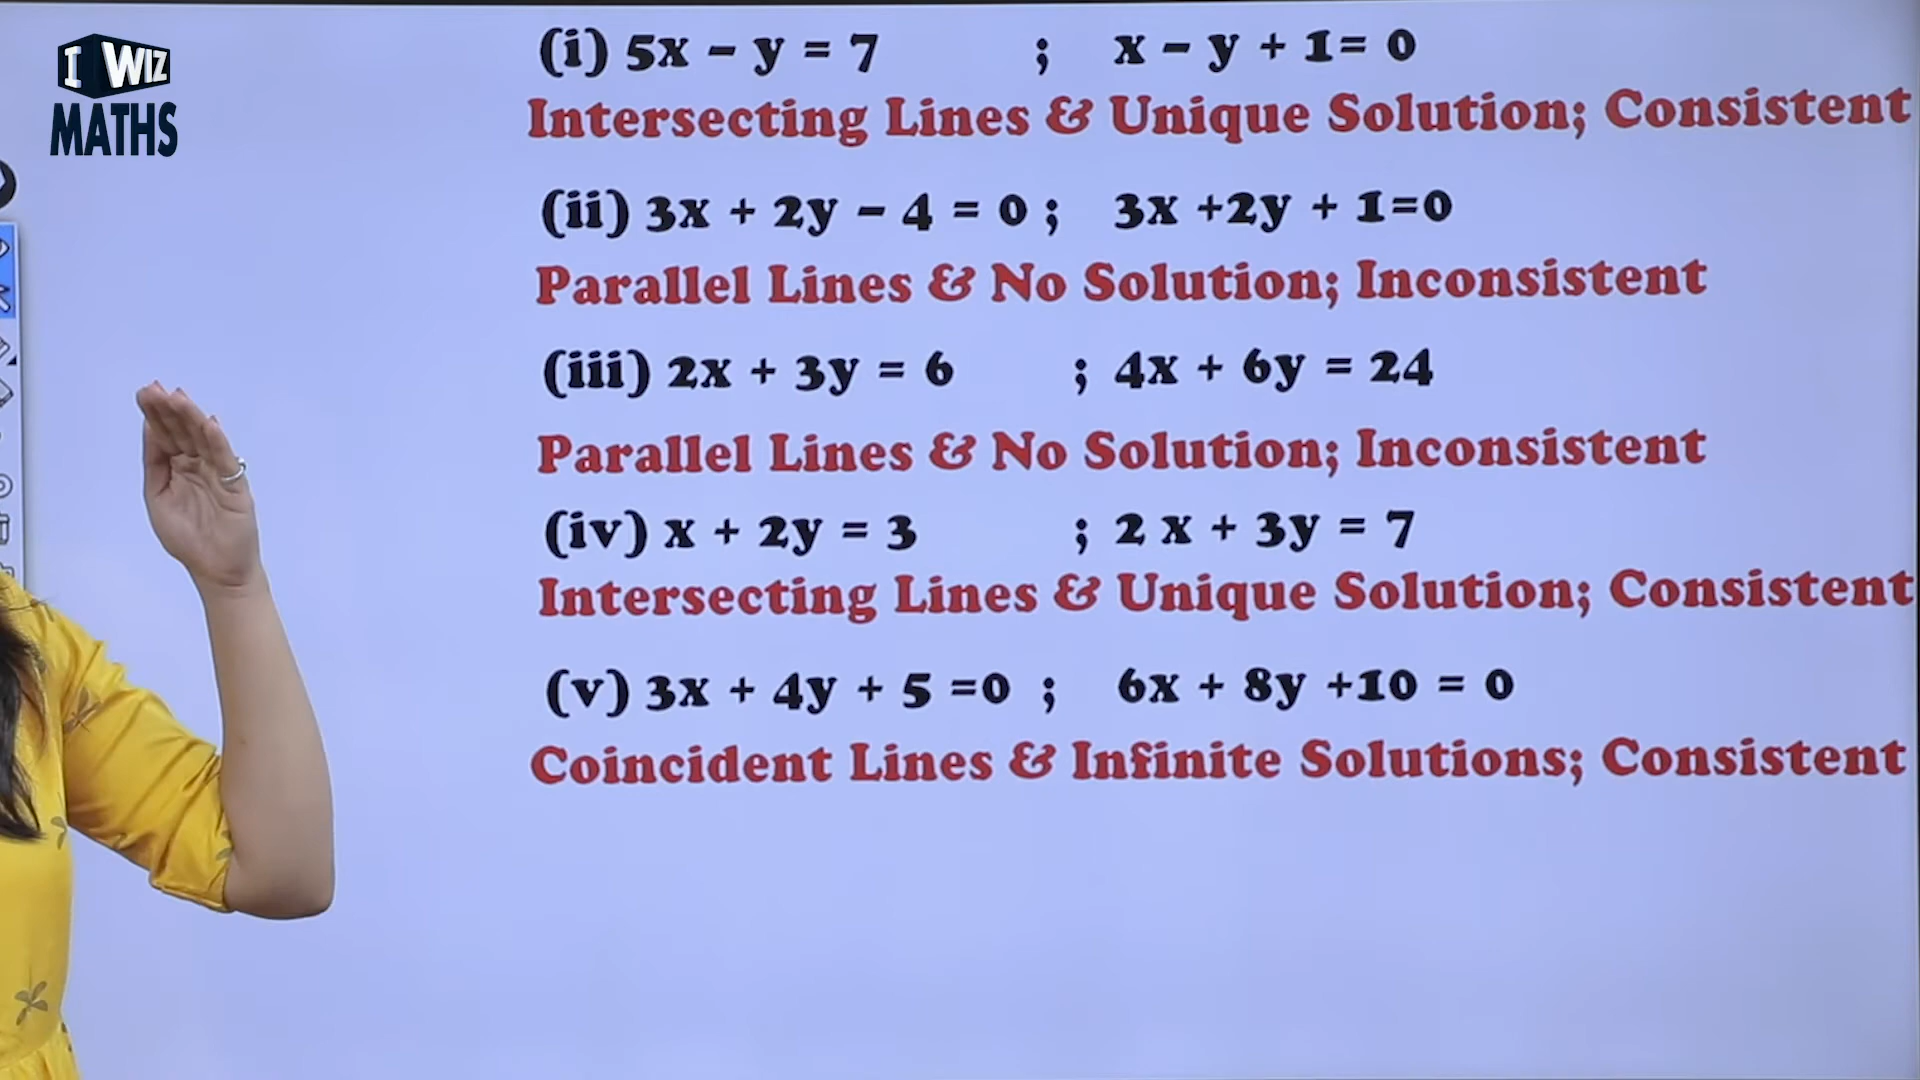 I WIZ
MATHS
(i) 5x – y = 7 ; x – y + 1= 0
Intersecting Lines & Unique Solution; Consistent
(ii) 3x + 2y – 4 = 0 ; 3x +2y + 1=0
Parallel Lines & No Solution; Inconsistent
(iii) 2x + 3y = 6 ; 4x + 6y = 24
Parallel Lines & No Solution; Inconsistent
(iv) x + 2y = 3 ; 2 x + 3y = 7
Intersecting Lines & Unique Solution; Consistent
(v) 3x + 4y + 5 =0 ; 6x + 8y +10 = 0
Coincident Lines & Infinite Solutions; Consistent